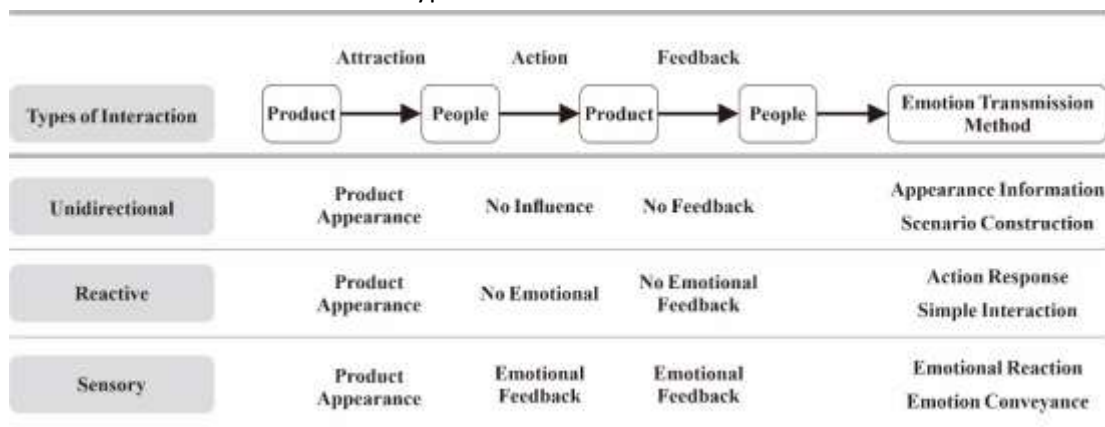 Attraction Action Feedback
Types of Interaction Product People Product People Emotion Transmission
Method
Unidirectional Product
Appearance No Influence No Feedback Appearance Information
Scenario Construction
Reactive Product
Appearance No Emotional No Emotional
Feedback Action Response
Simple Interaction
Sensory Product
Appearance Emotional
Feedback Emotional
Feedback Emotional Reaction
Emotion Conveyance